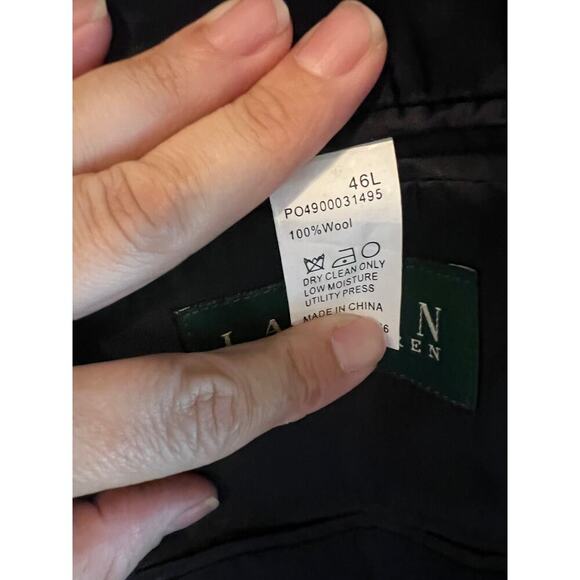 46L
PO4900031495
100%Wool
DRY CLEAN ONLY
LOW MOISTURE
UTILITY PRESS
MADE IN CHINA